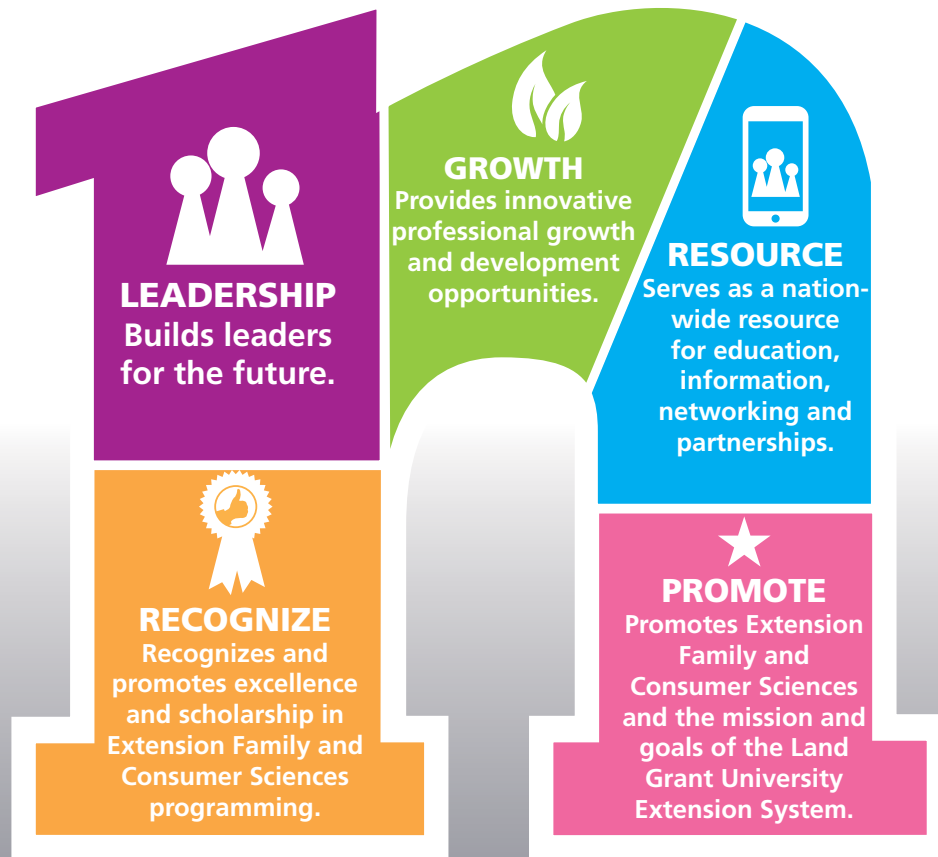 LEADERSHIP
Builds leaders
for the future.
GROWTH
Provides innovative
professional growth
and development
opportunities.
RESOURCE
Serves as a nation-
wide resource
for education,
information,
networking and
partnerships.
RECOGNIZE
Recognizes and
promotes excellence
and scholarship in
Extension Family and
Consumer Sciences
programming.
PROMOTE
Promotes Extension
Family and
Consumer Sciences
and the mission and
goals of the Land
Grant University
Extension System.